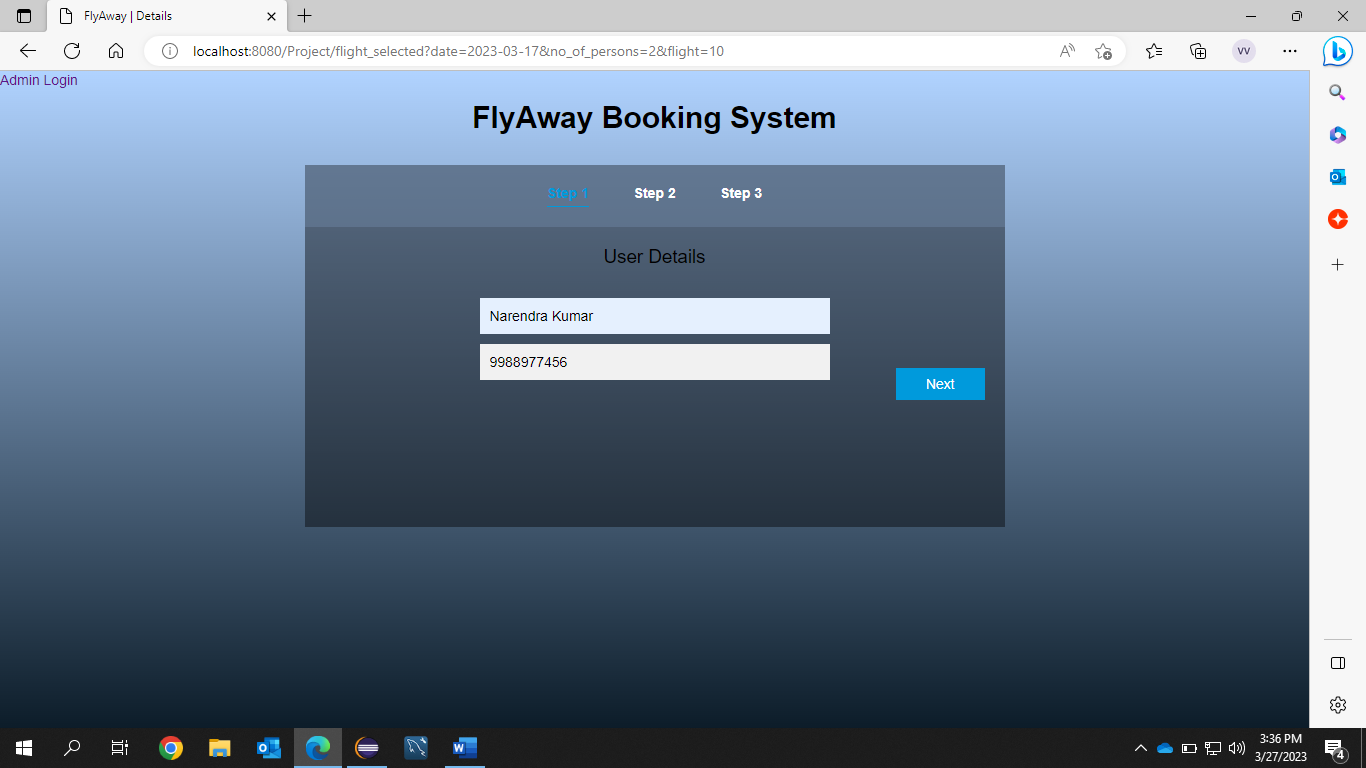 FlyAway | Details
localhost:8080/Project/flight_selected?date=2023-03-17&no_of_persons=2&flight=10
VV
Admin Login
FlyAway Booking System
Step 1 Step 2 Step 3
User Details
Narendra Kumar
9988977456
Next
3:36 PM
3/27/2023
4